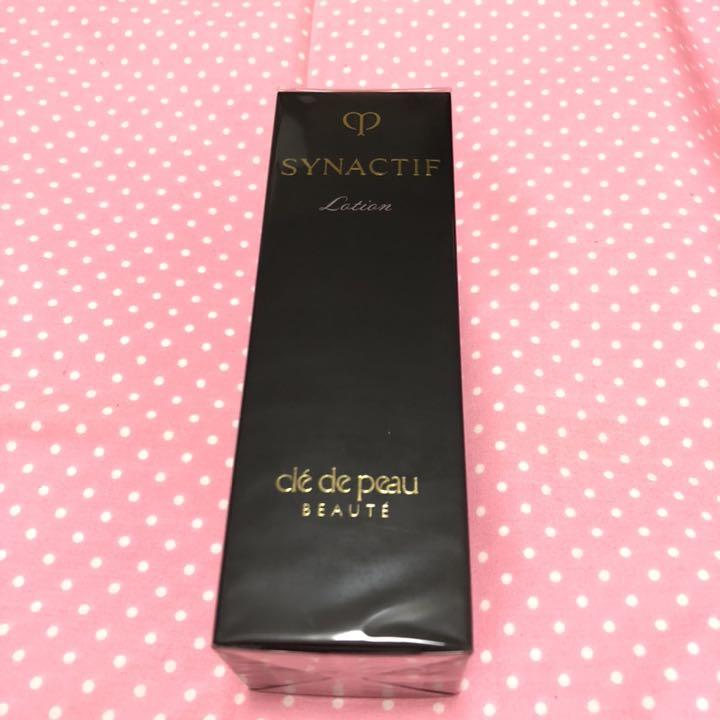 SYNACTIF
Lotion
clé de peau
BEAUTÉ